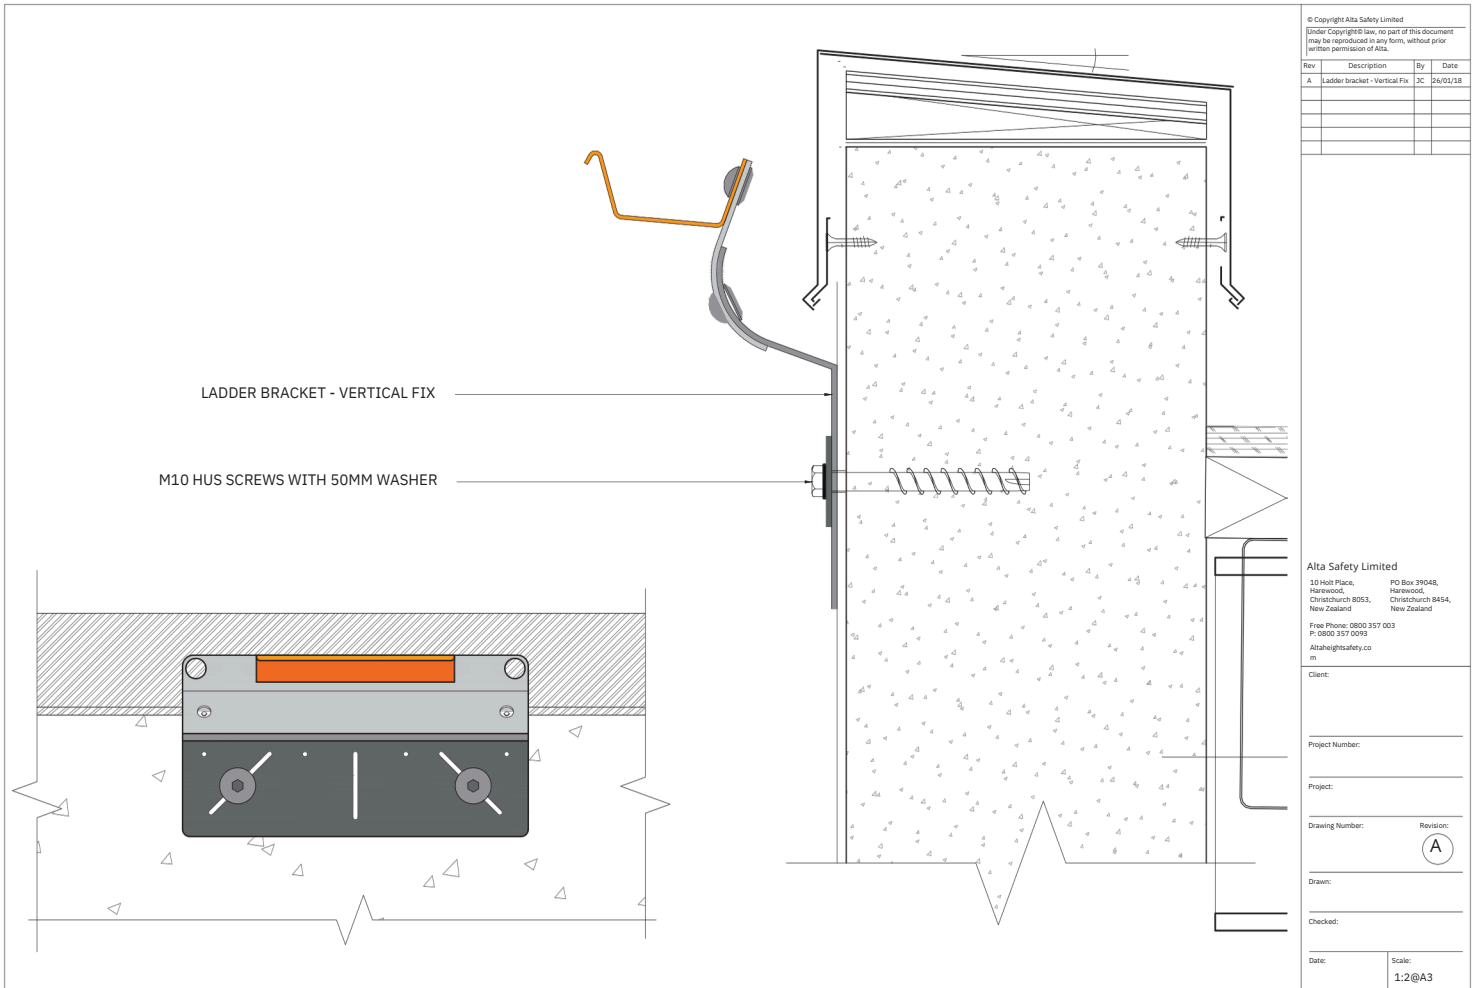 © Copyright Alta Safety Limited
Under Copyright© law, no part of this document
may be reproduced in any form, without prior
written permission of Alta.
Rev Description By Date
A Ladder bracket - Vertical Fix JC 26/01/18
LADDER BRACKET - VERTICAL FIX
M10 HUS SCREWS WITH 50MM WASHER
Alta Safety Limited
10 Holt Place,
Harewood,
Christchurch 8053,
New Zealand
PO Box 39048,
Harewood,
Christchurch 8454,
New Zealand
Free Phone: 0800 357 003
P: 0800 357 0093
Altaheightsafety.co
m
Client:
Project Number:
Project:
Drawing Number:
Revision:
A
Drawn:
Checked:
Date:
Scale:
1:2@A3